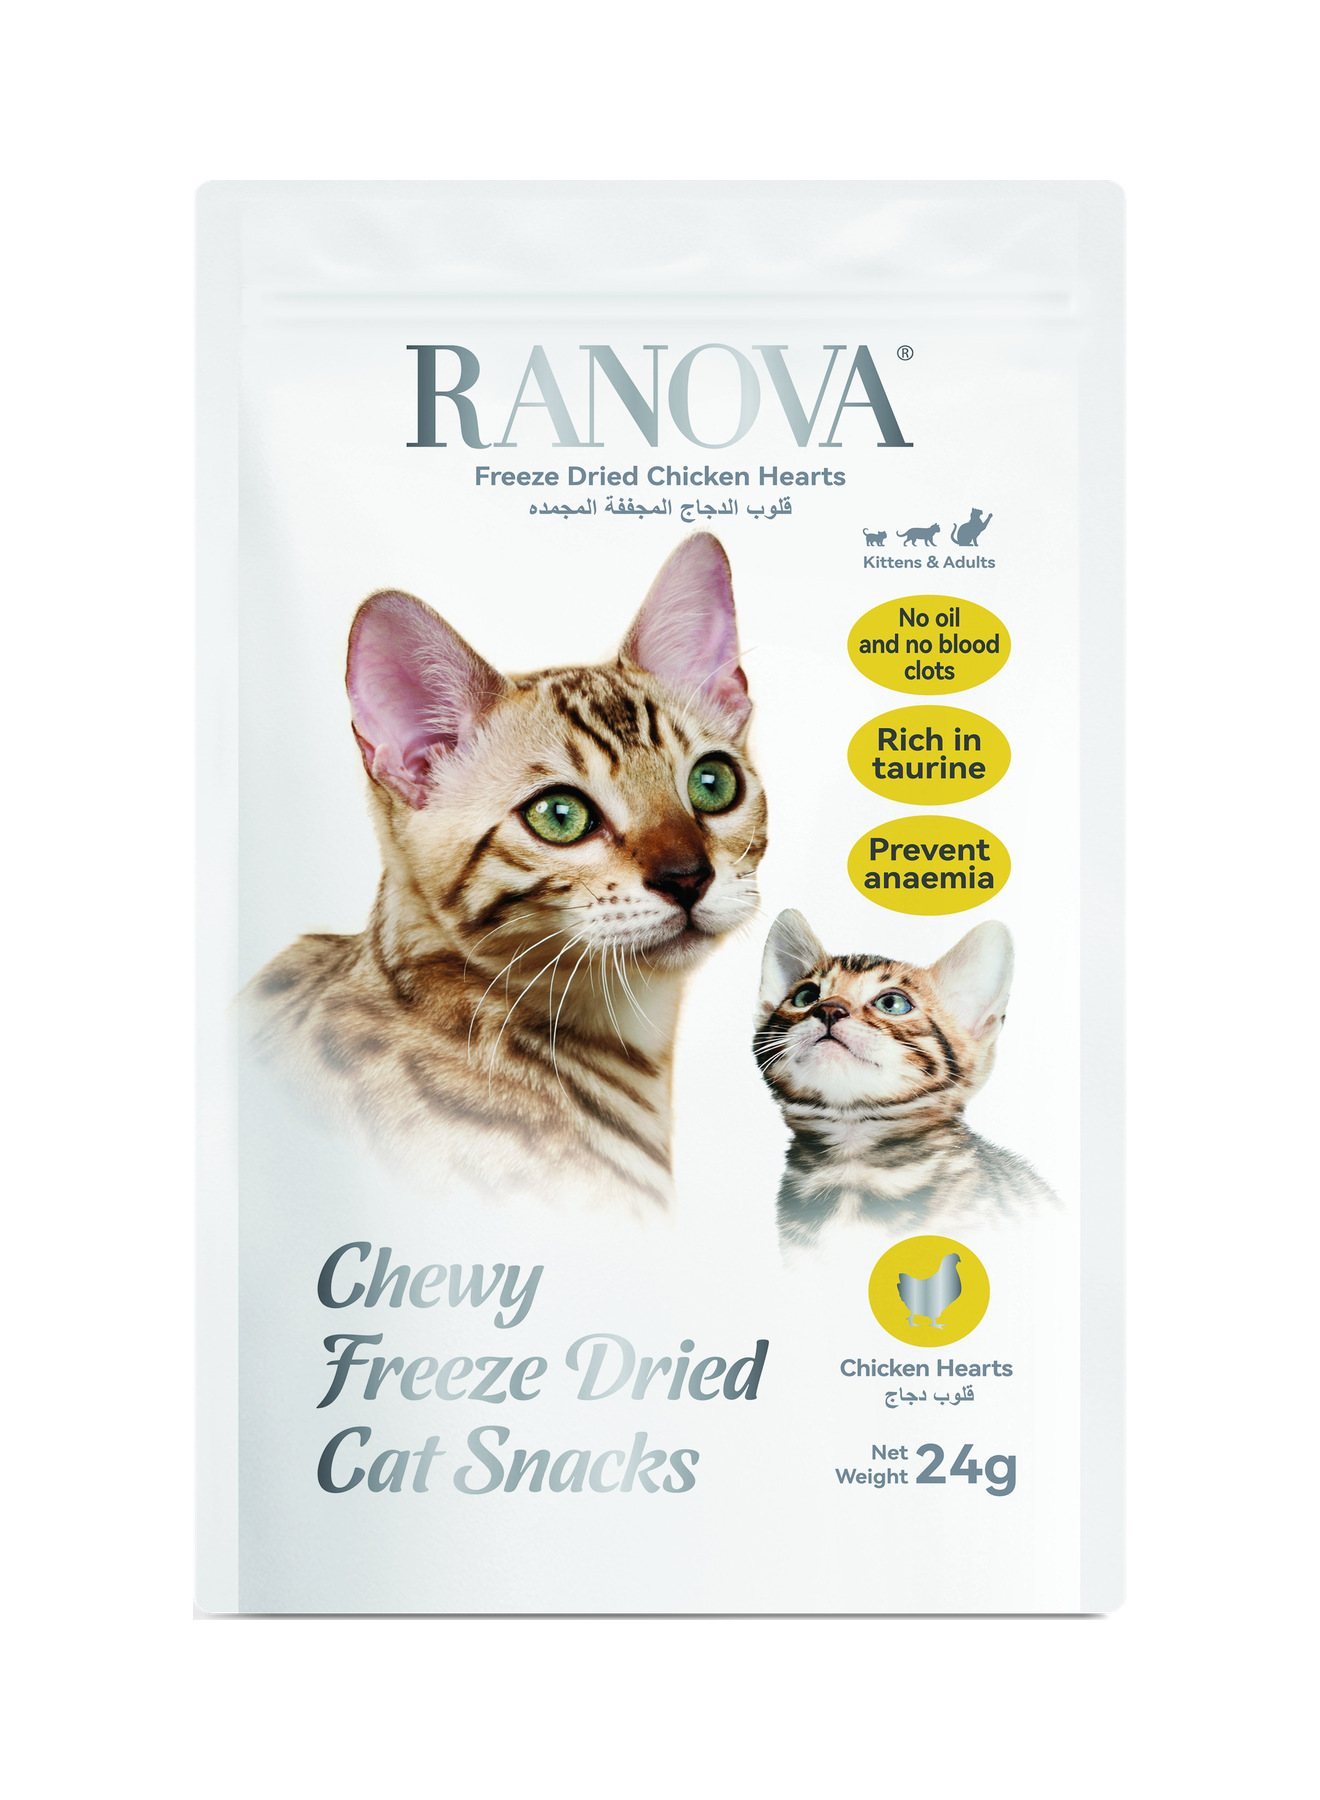 RANOVA®
Freeze Dried Chicken Hearts
قلوب الدجاج المجففة المجمده
Kittens & Adults
No oil
and no blood
clots
Rich in
taurine
Prevent
anaemia
Chewy
Freeze Dried
Cat Snacks
Chicken Hearts
قلوب دجاج
Net
Weight 24g